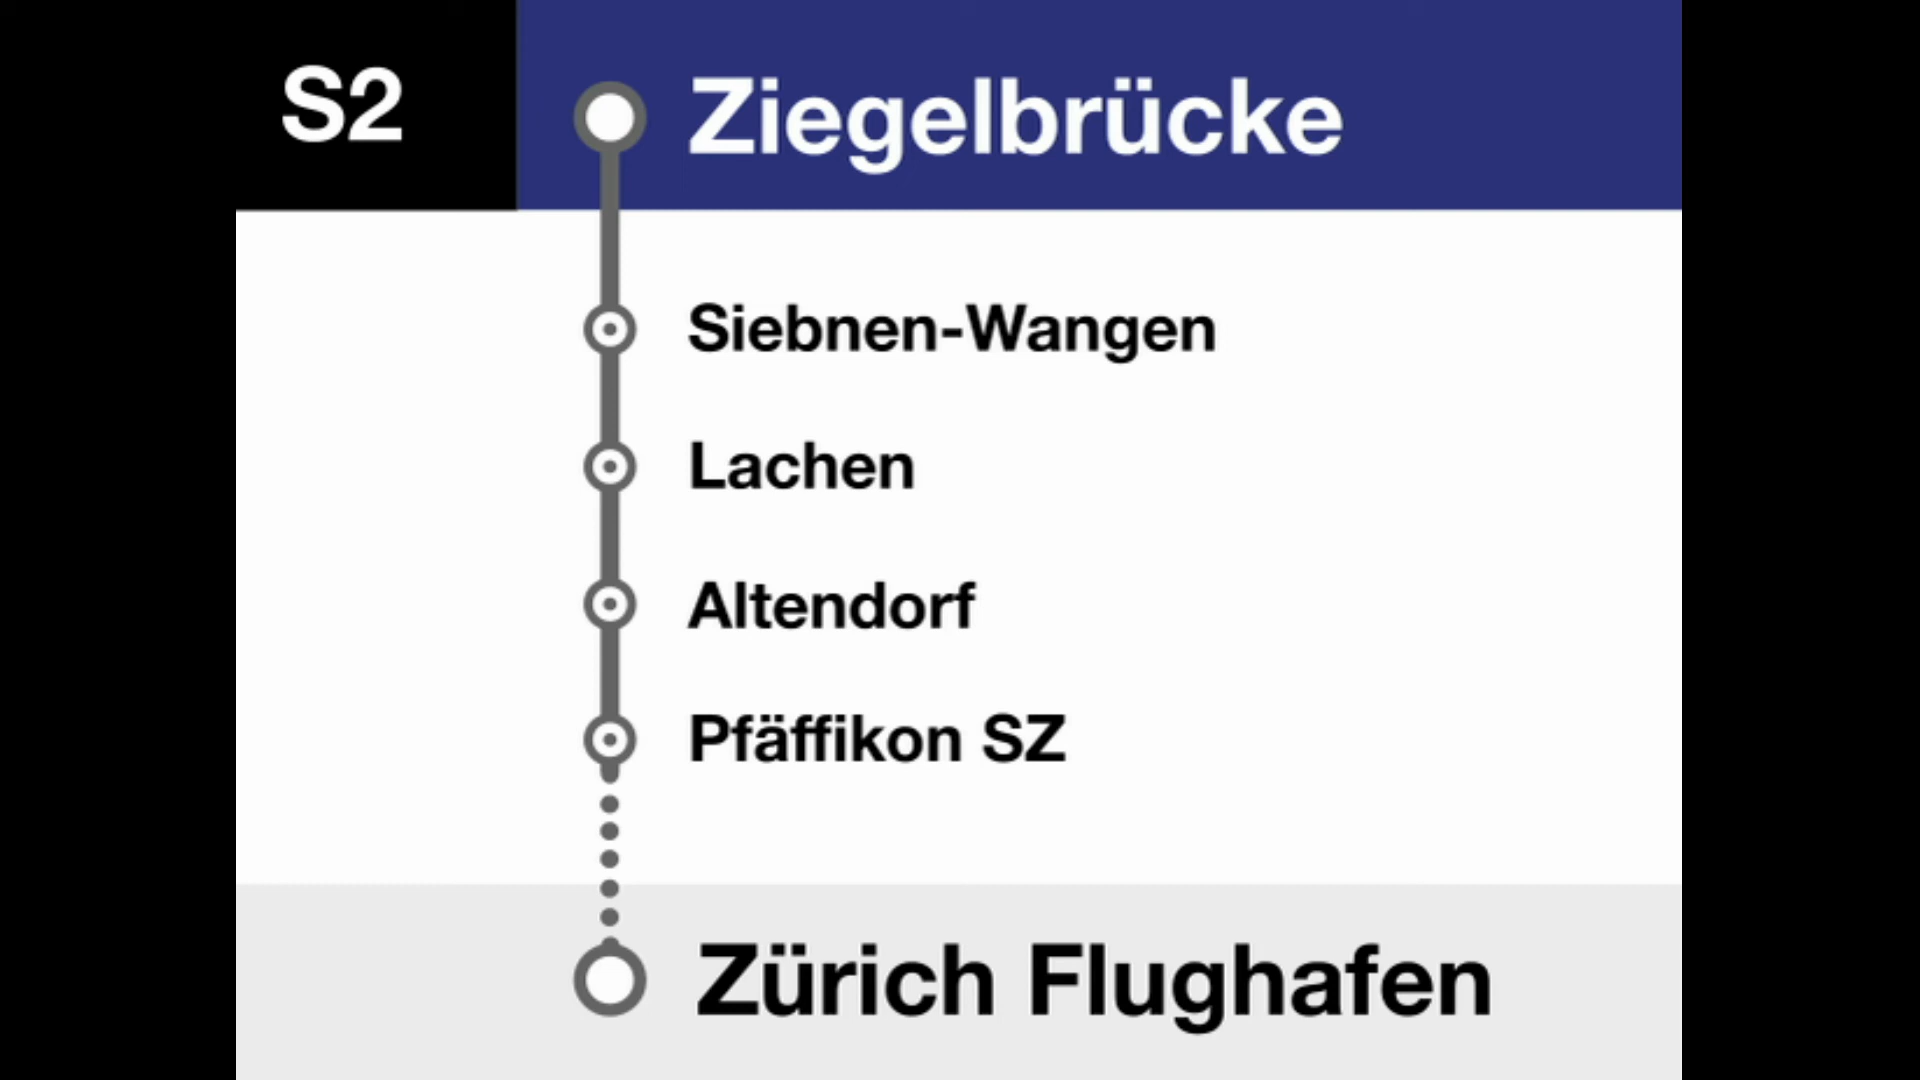 S2
Ziegelbrücke
Siebnen-Wangen
Lachen
Altendorf
Pfäffikon SZ
Zürich Flughafen